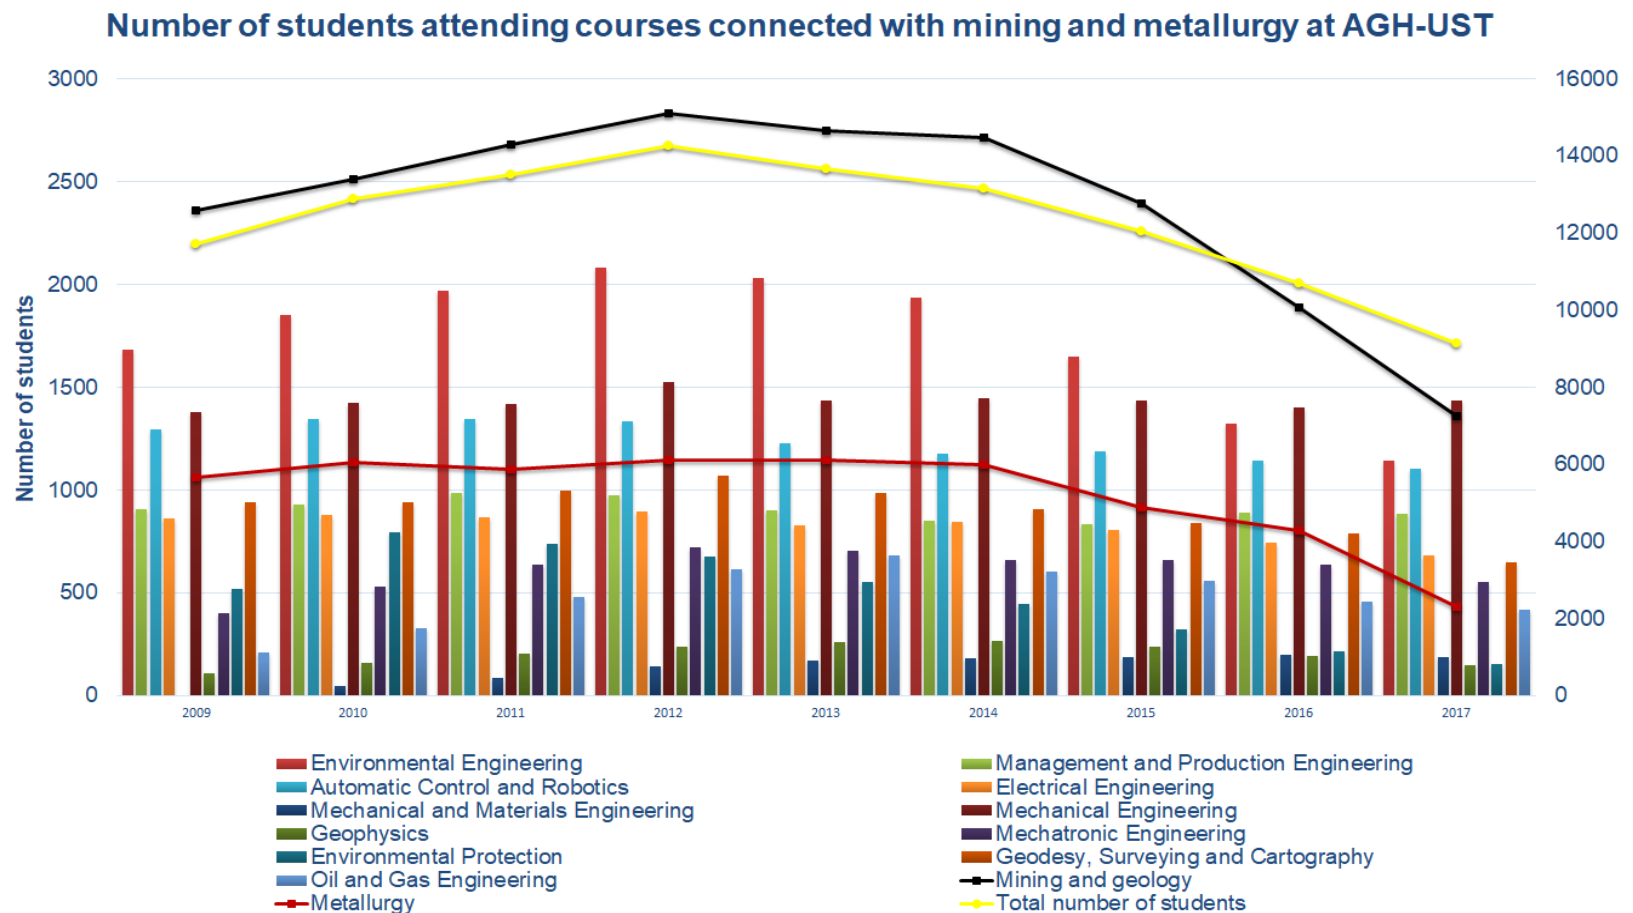 Number of students attending courses connected with mining and metallurgy at AGH-UST
3000
2500
2000
1500
1000
500
0
Number of students
16000
14000
12000
10000
8000
6000
4000
2000
0
2009 2010 2011 2012 2013 2014 2015 2016 2017
Environmental Engineering
Management and Production Engineering
Automatic Control and Robotics
Electrical Engineering
Mechanical and Materials Engineering
Mechanical Engineering
Geophysics
Mechatronic Engineering
Environmental Protection
Geodesy, Surveying and Cartography
Oil and Gas Engineering
Mining and geology
Metallurgy
Total number of students